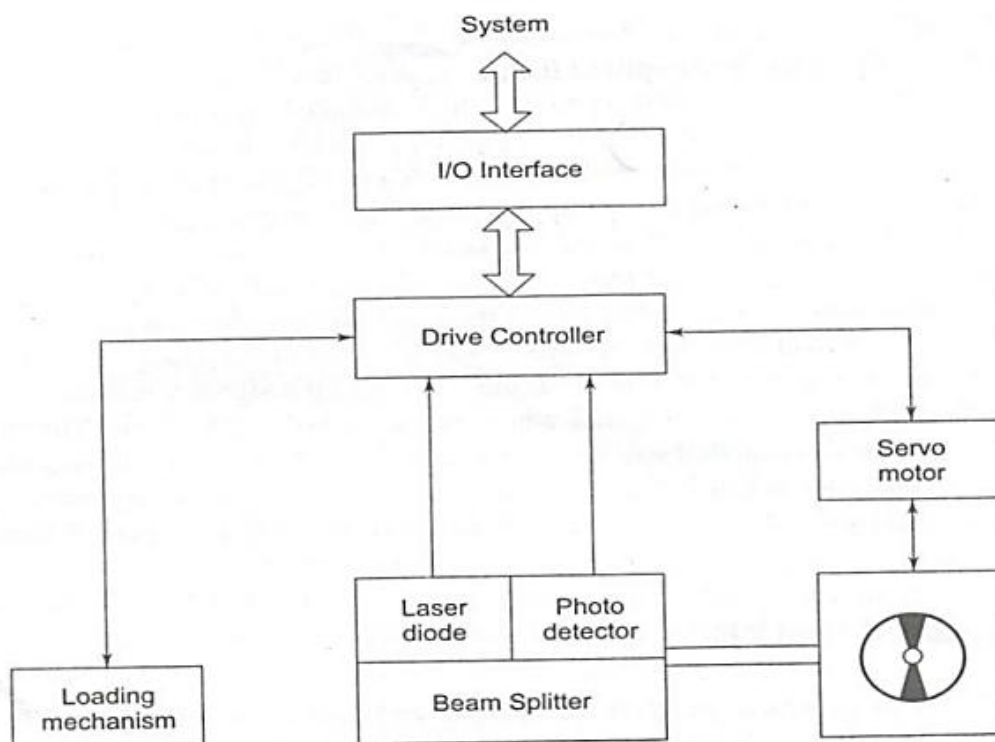 System
I/O Interface
Drive Controller
Servo
motor
Laser
diode
Photo
detector
Beam Splitter
Loading
mechanism